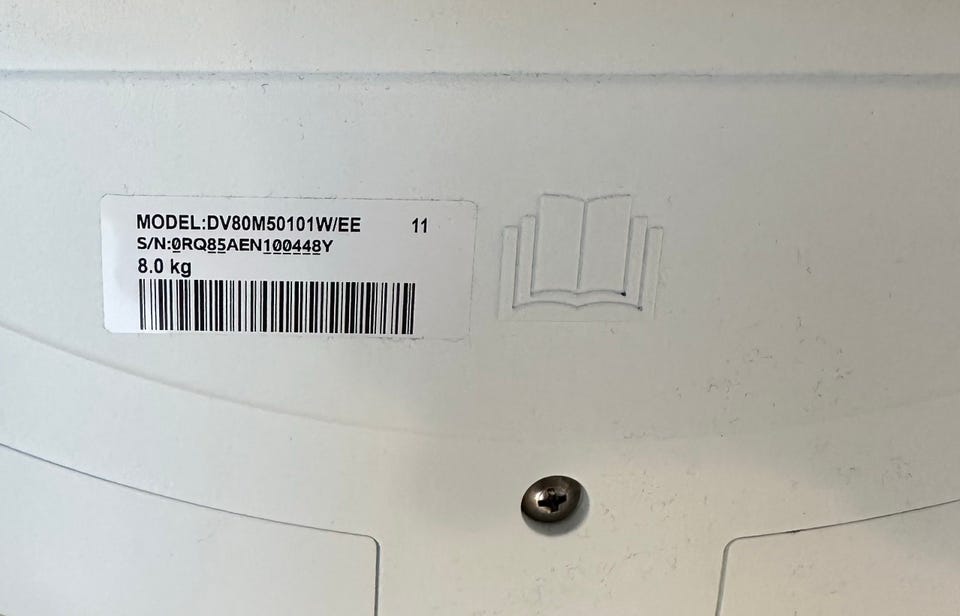 MODEL:DV80M50101W/EE 11
S/N:0RQ85AEN100448Y
8.0 kg